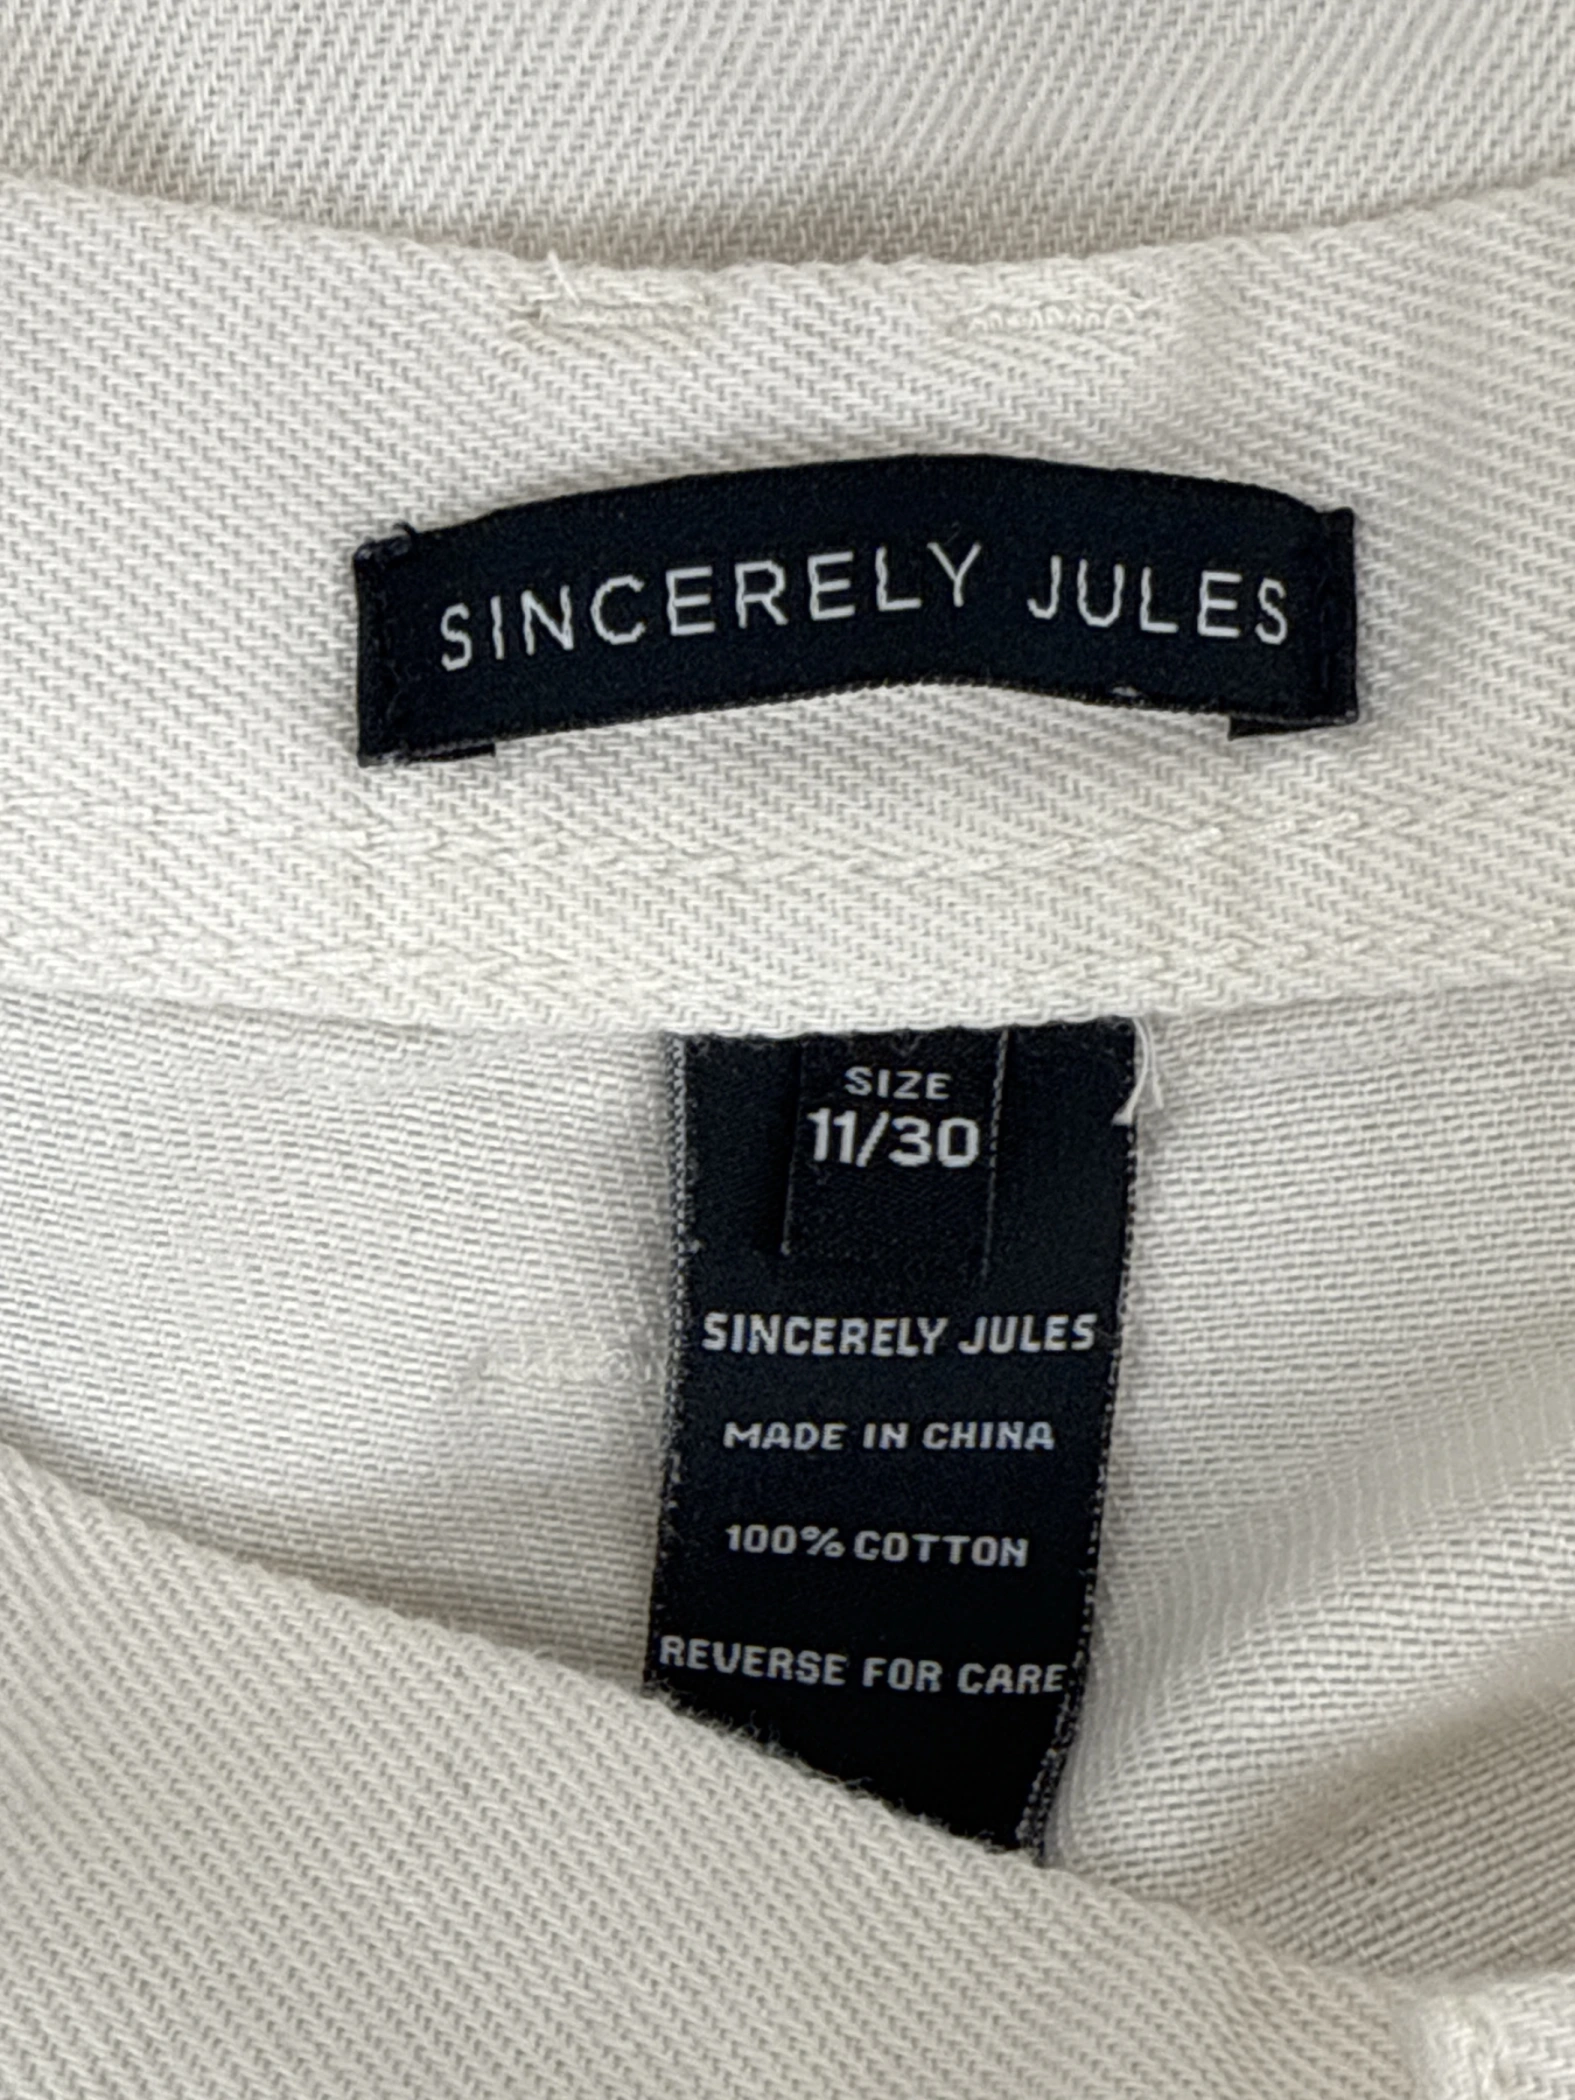 SINCERELY JULES
SIZE
11/30
SINCERELY JULES
MADE IN CHINA
100% COTTON
REVERSE FOR CARE